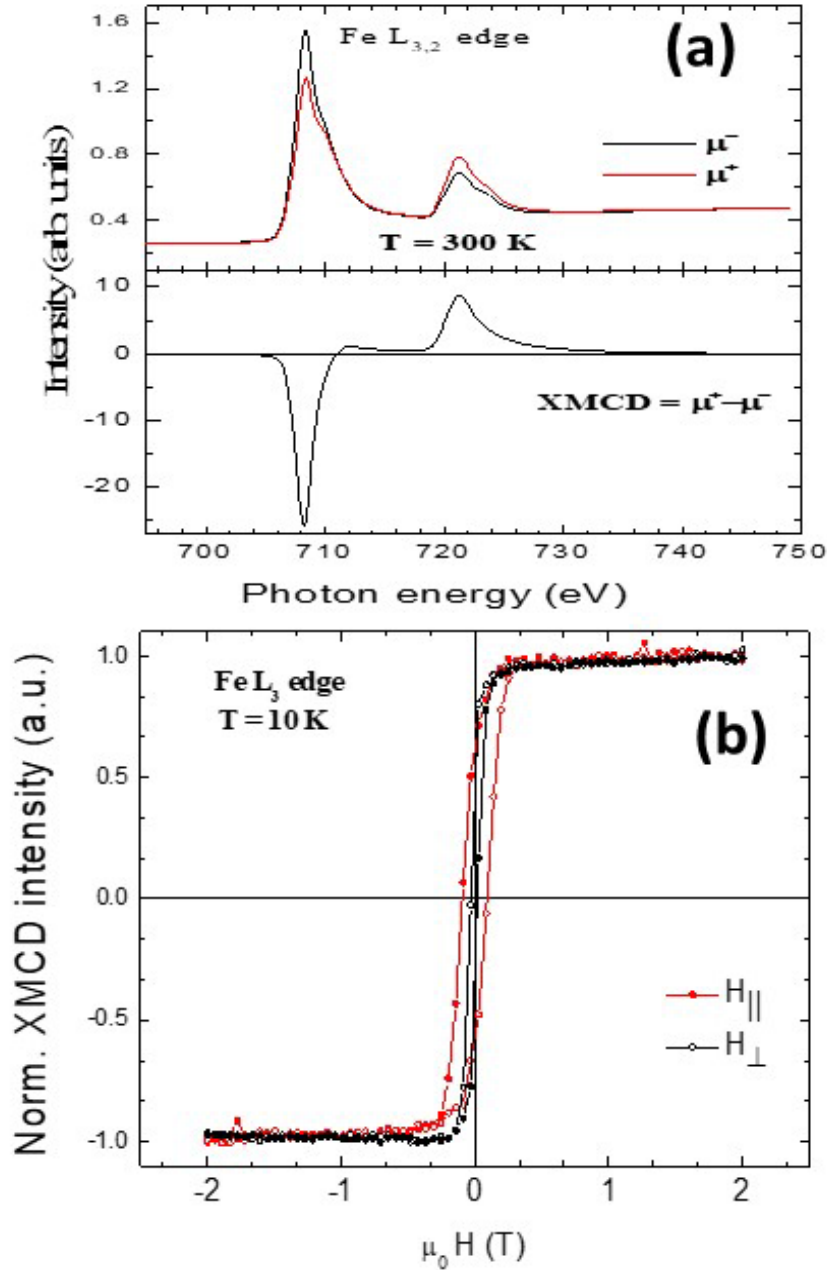 Fe L3,2 edge
(a)
1.6
1.2
0.8
0.4
μ⁻
μ⁺
T = 300 K
Intensity(arb. units)
10
0
-10
-20
XMCD = μ⁺−μ⁻
700 710 720 730 740 750
Photon energy (eV)
Fe L3 edge
T = 10 K
(b)
1.0
0.5
0.0
-0.5
-1.0
Norm. XMCD intensity (a.u.)
H||
H⊥
-2 -1 0 1 2
μ0 H (T)